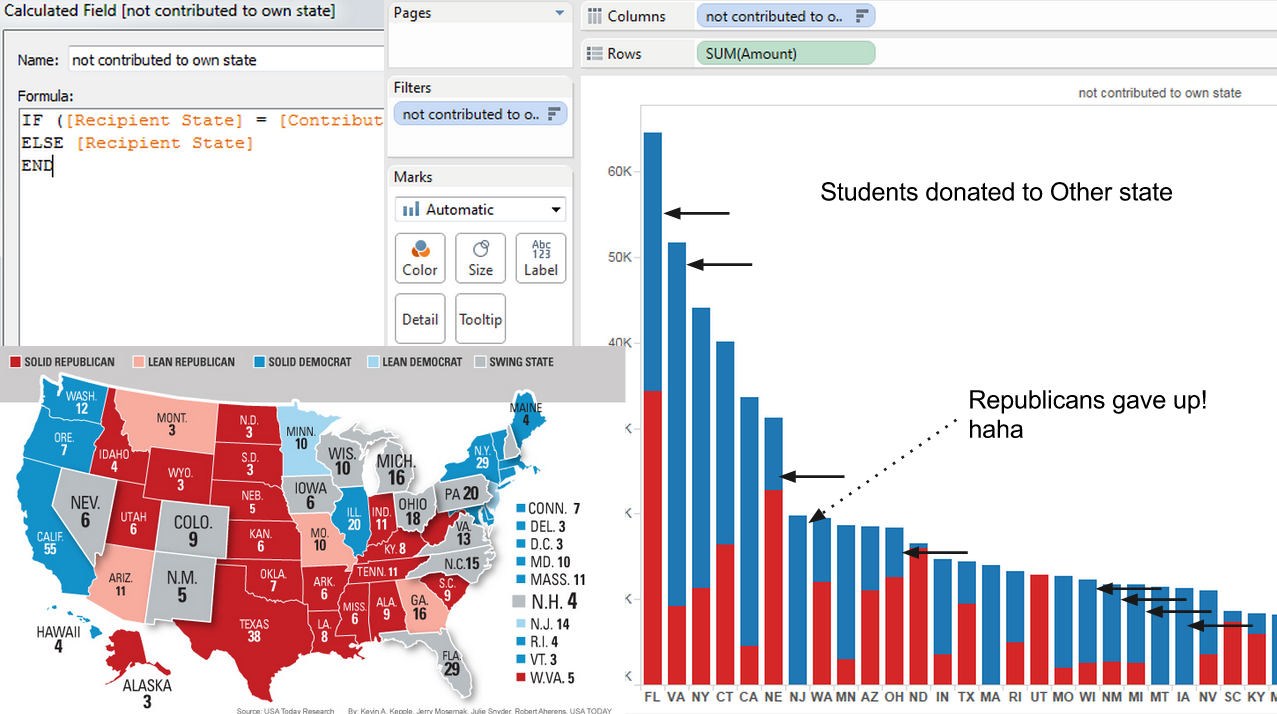 Calculated Field [not contributed to own state]
Name: not contributed to own state
Formula:
IF ([Recipient State] = [Contribut
ELSE [Recipient State]
END
Pages
Filters
not contributed to o..
Marks
Automatic
Color
Size
Abc
123
Label
Detail
Tooltip
Columns
not contributed to o..
Rows
SUM(Amount)
not contributed to own state
60K
50K
40K
K
K
K
K
Students donated to Other state
Republicans gave up!
haha
FL VA NY CT CA NE NJ WA MN AZ OH ND IN TX MA RI UT MO WI NM MI MT IA NV SC KY
SOLID REPUBLICAN LEAN REPUBLICAN SOLID DEMOCRAT LEAN DEMOCRAT SWING STATE
WASH.
12
ORE.
7
CALIF.
55
NEV.
6
IDAHO
4
MONT.
3
WYO.
3
UTAH
6
ARIZ.
11
COLO.
9
N.M.
5
N.D.
3
S.D.
3
NEB.
5
KAN.
6
OKLA.
7
TEXAS
38
MINN.
10
IOWA
6
MO.
10
ARK.
6
LA.
8
WIS.
10
ILL.
20
MISS.
6
MICH.
16
IND.
11
OHIO
18
KY. 8
TENN. 11
ALA.
9
GA.
16
FLA.
29
S.C.
9
N.C.15
VA.
13
PA 20
N.Y.
29
MAINE
4
HAWAII
4
ALASKA
3
CONN. 7
DEL. 3
D.C. 3
MD. 10
MASS. 11
N.H. 4
N.J. 14
R.I. 4
VT. 3
W.VA. 5
Source: USA Today Research By: Kevin A. Kepple, Jerry Mosemak, Julie Snyder, Robert Aherens, USA TODAY